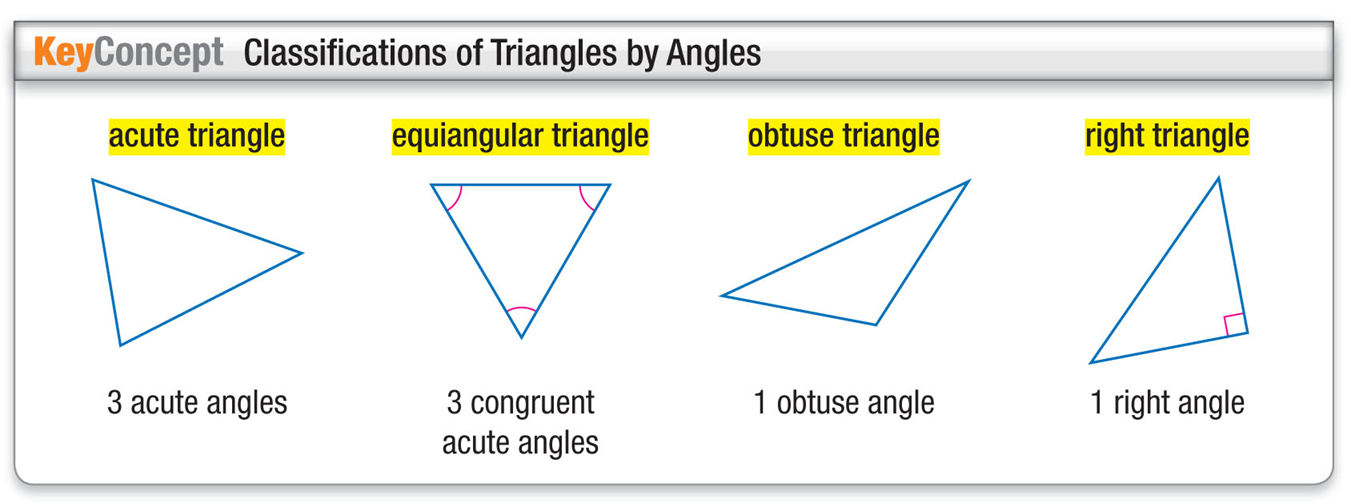 KeyConcept Classifications of Triangles by Angles
acute triangle
3 acute angles
equiangular triangle
3 congruent
acute angles
obtuse triangle
1 obtuse angle
right triangle
1 right angle